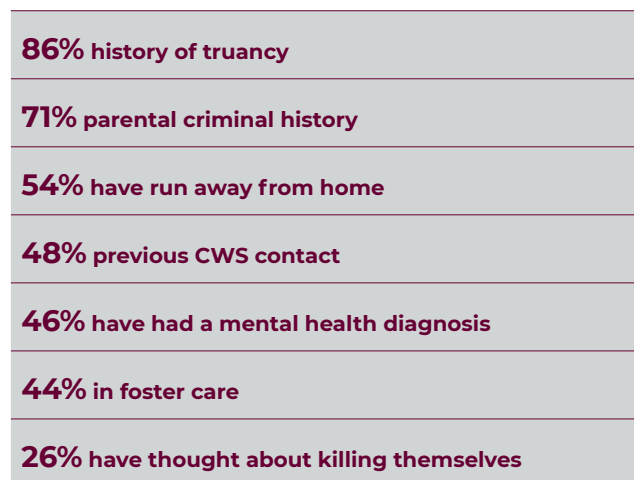 86% history of truancy
71% parental criminal history
54% have run away from home
48% previous CWS contact
46% have had a mental health diagnosis
44% in foster care
26% have thought about killing themselves